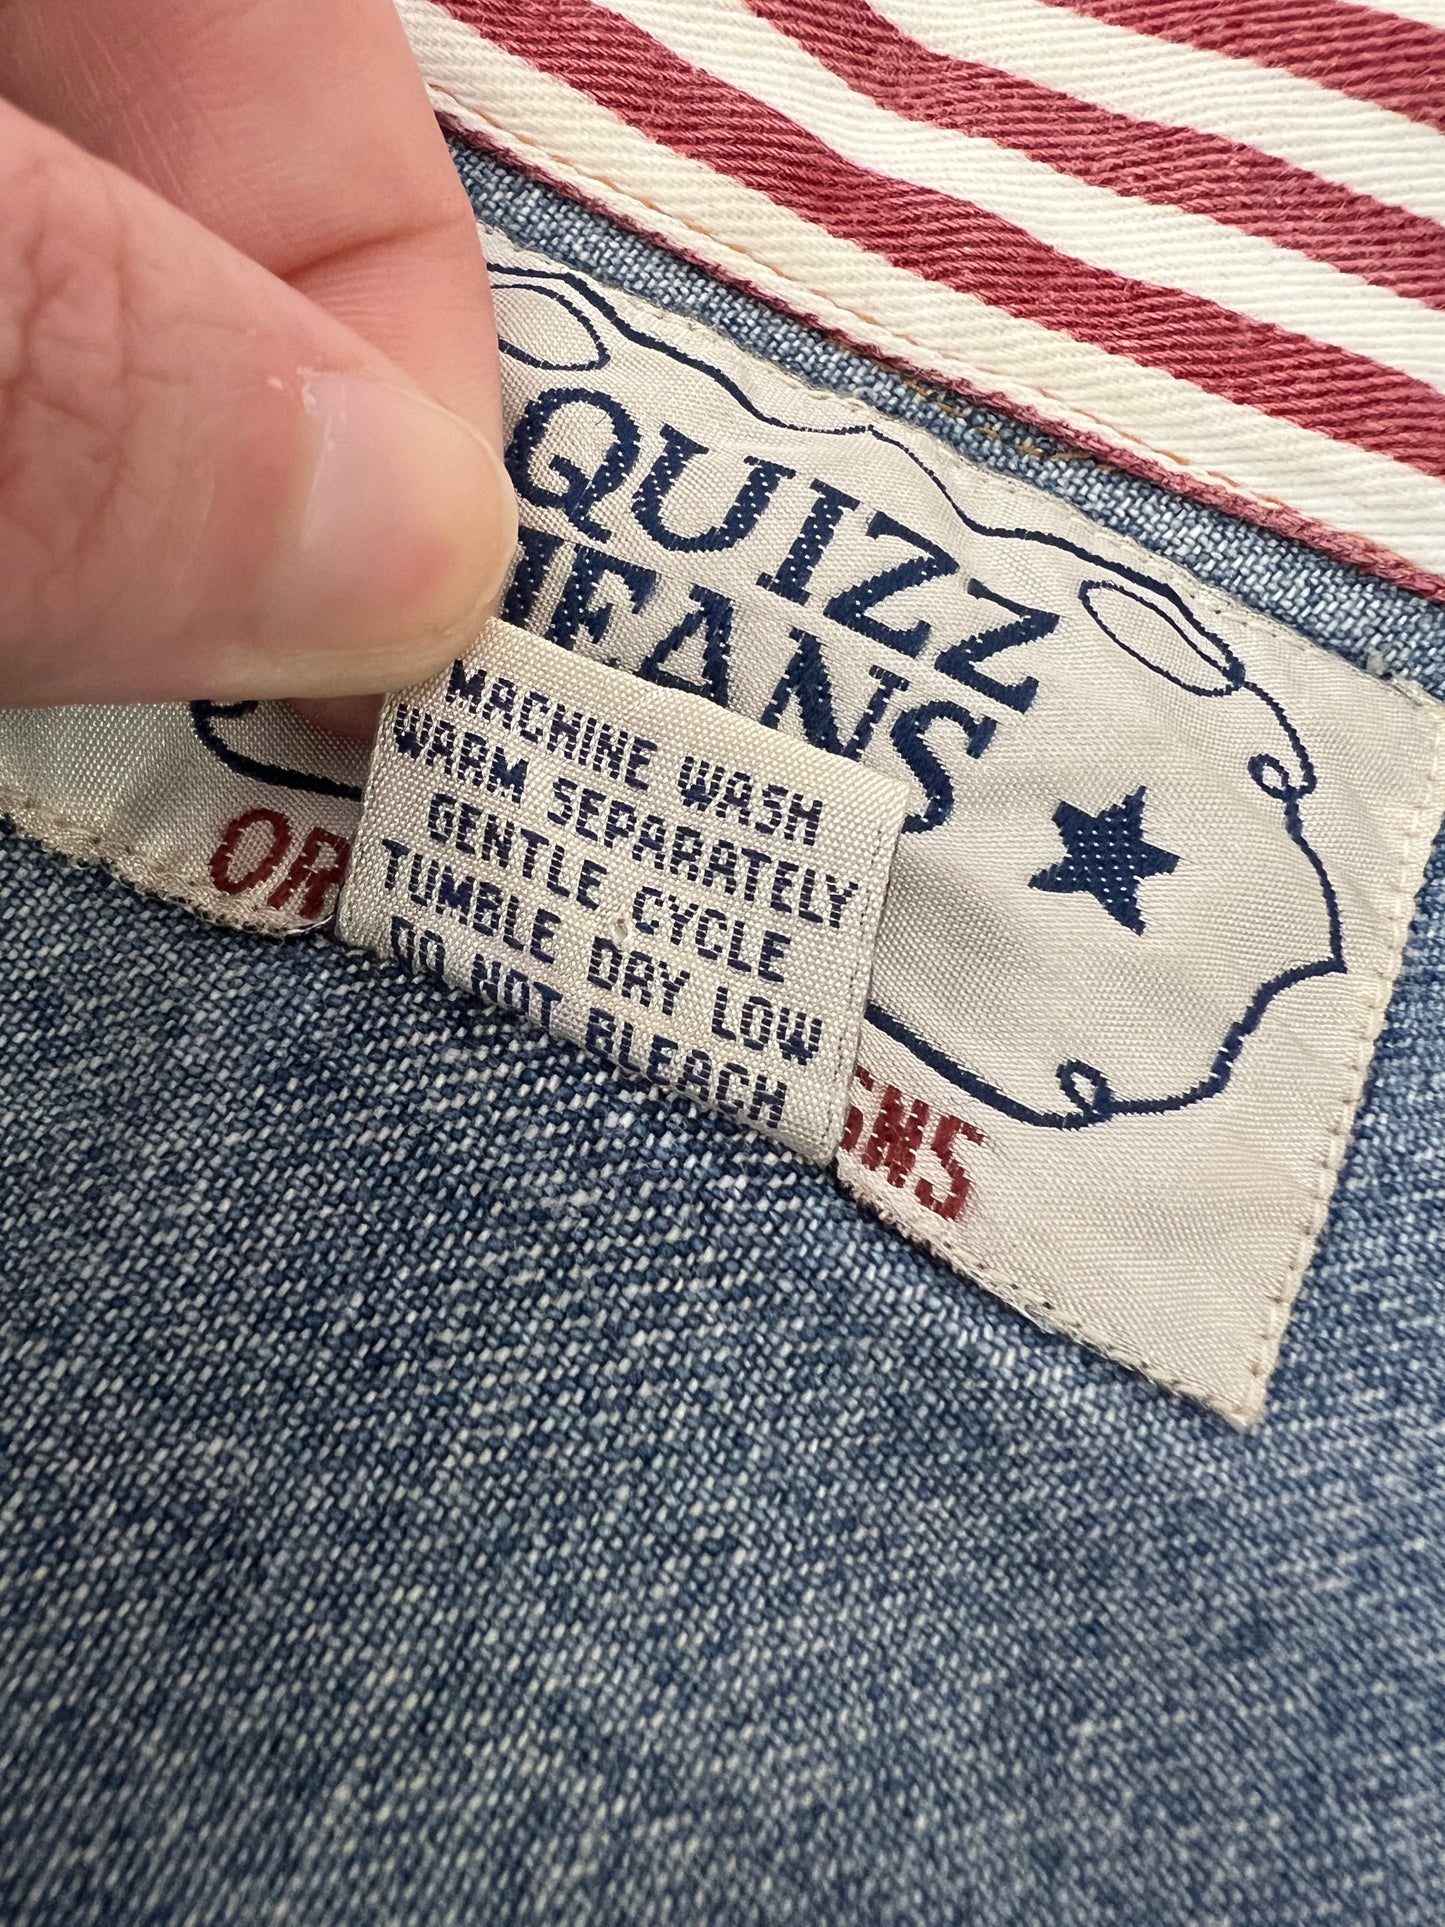 QUIZZ
JEANS
MACHINE WASH
WARM SEPARATELY
GENTLE CYCLE
TUMBLE DRY LOW
DO NOT BLEACH